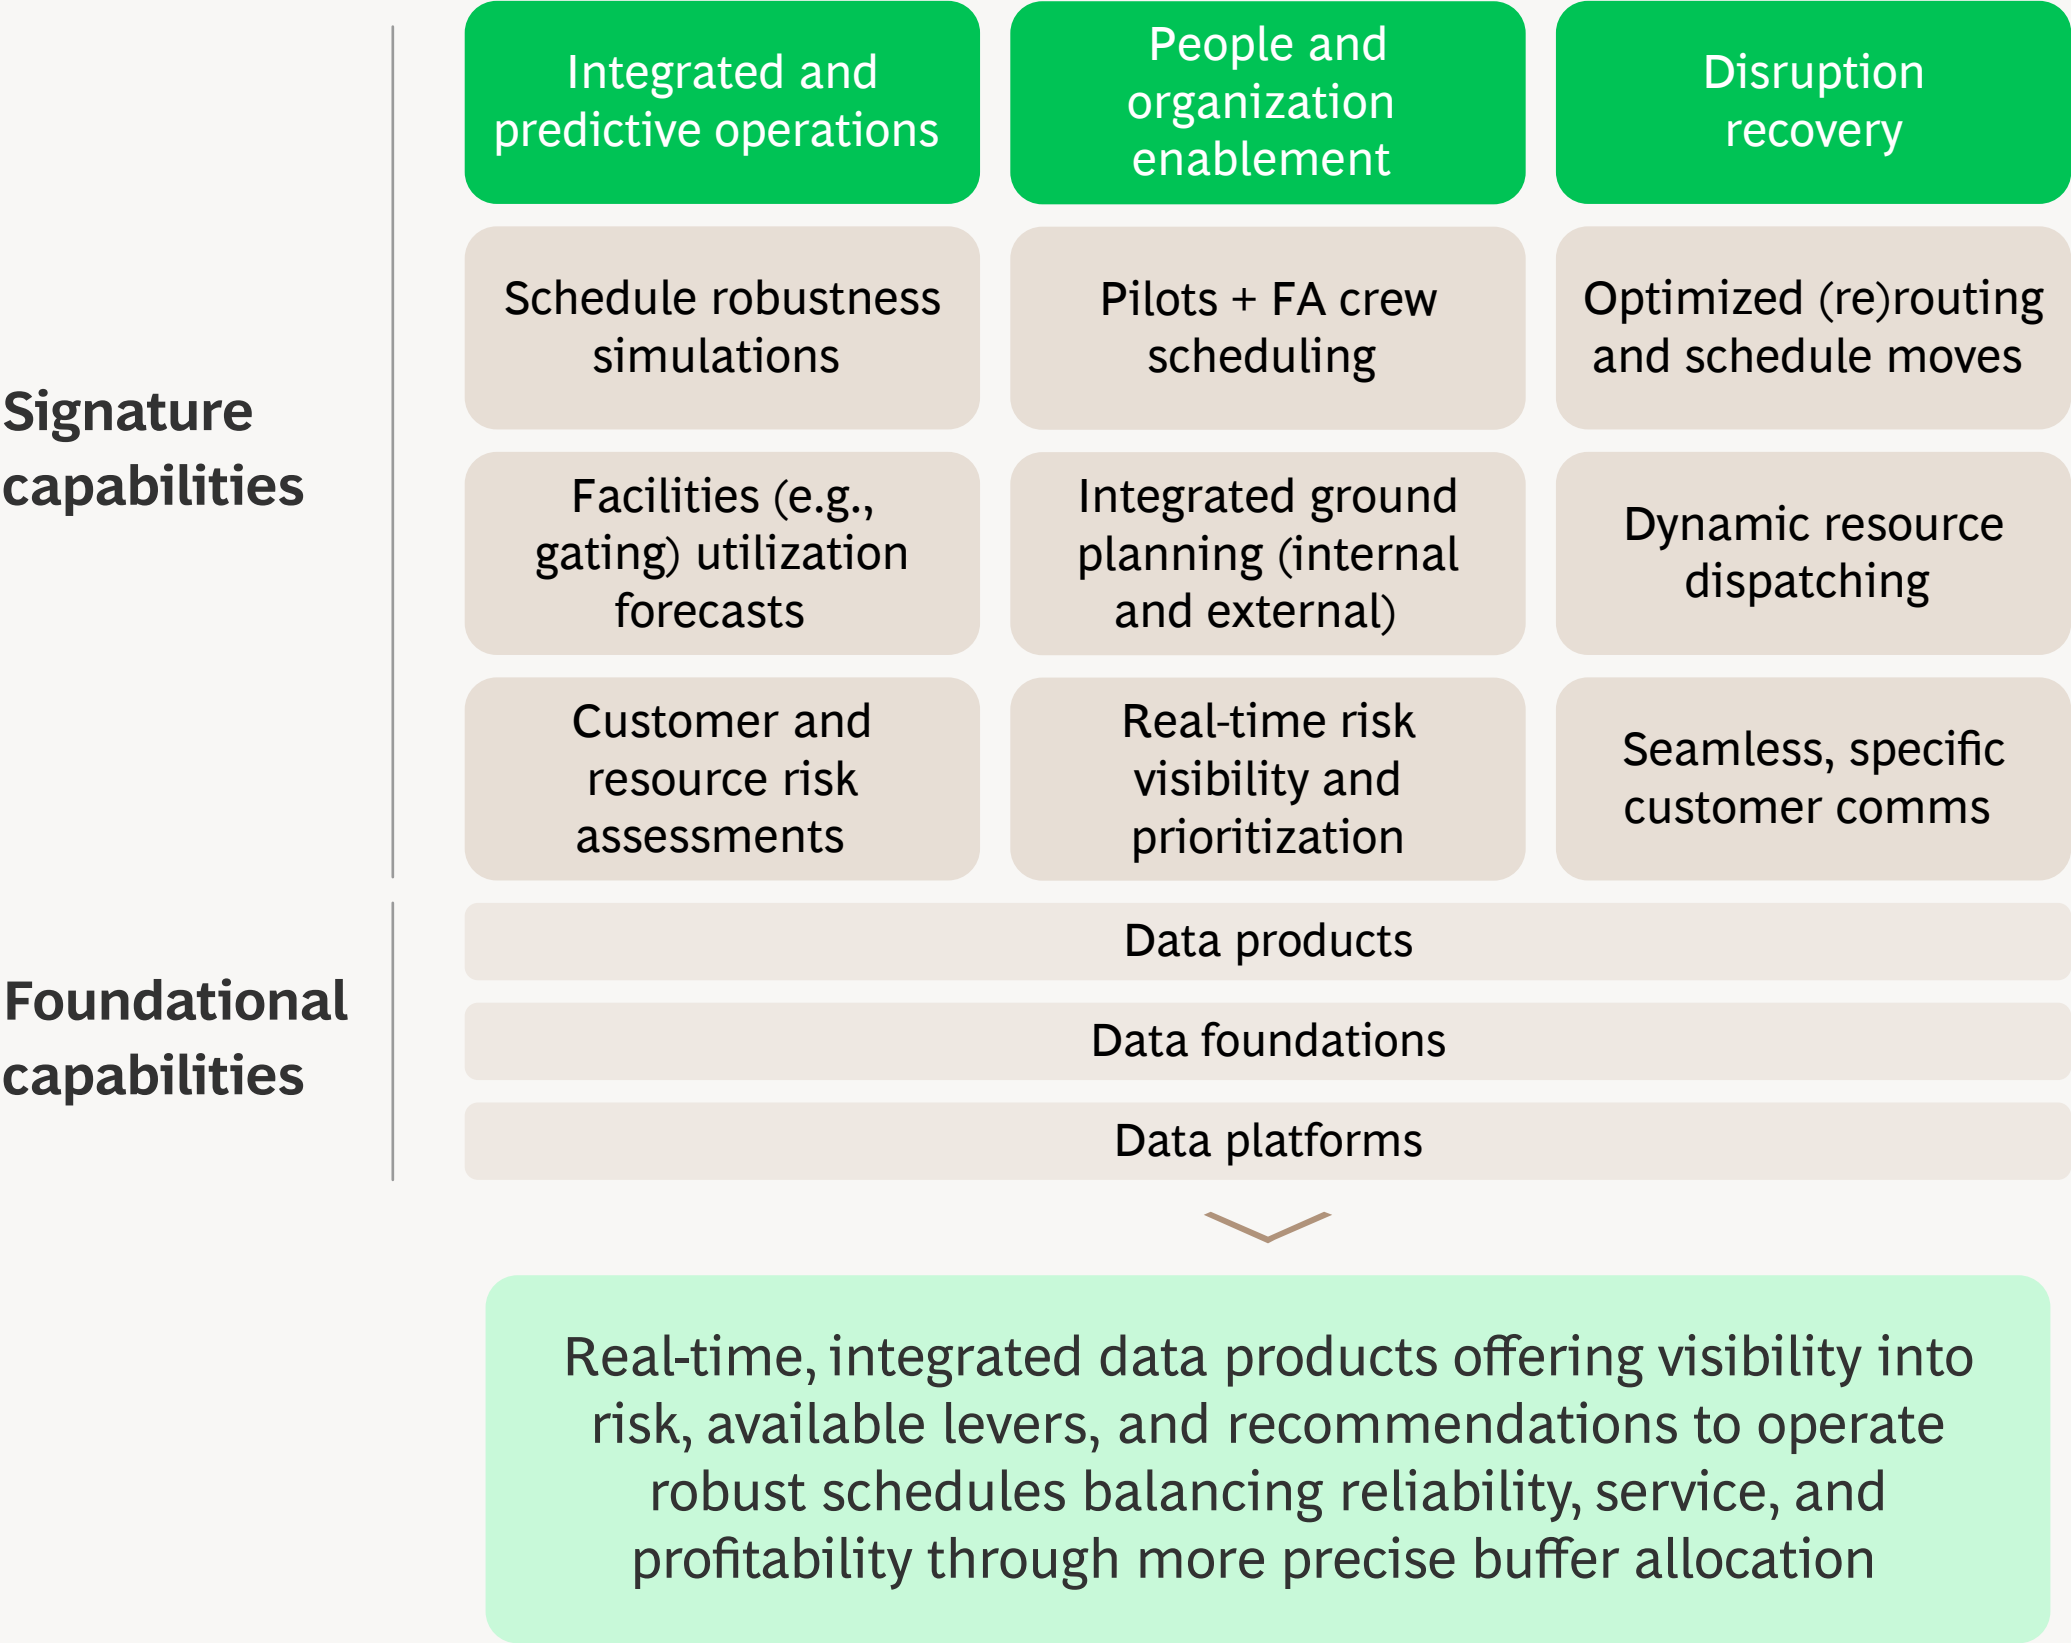 Signature
capabilities
Integrated and
predictive operations
People and
organization
enablement
Disruption
recovery
Schedule robustness
simulations
Pilots + FA crew
scheduling
Optimized (re)routing
and schedule moves
Facilities (e.g.,
gating) utilization
forecasts
Integrated ground
planning (internal
and external)
Dynamic resource
dispatching
Customer and
resource risk
assessments
Real-time risk
visibility and
prioritization
Seamless, specific
customer comms
Foundational
capabilities
Data products
Data foundations
Data platforms
Real-time, integrated data products offering visibility into
risk, available levers, and recommendations to operate
robust schedules balancing reliability, service, and
profitability through more precise buffer allocation